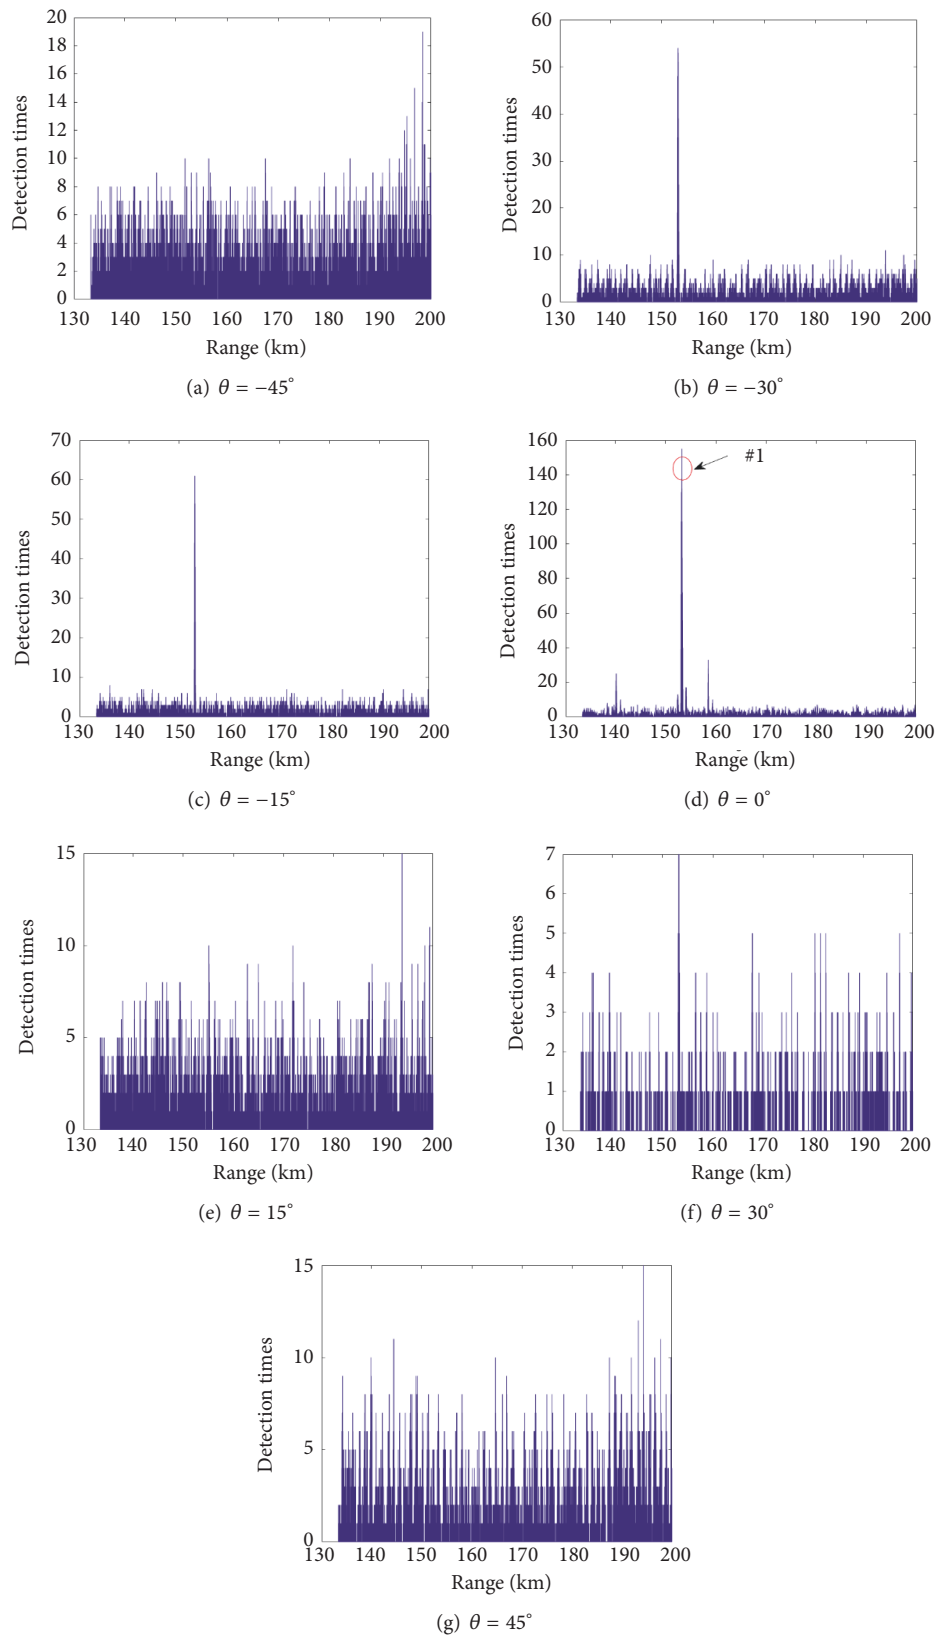 20
18
16
14
12
10
8
6
4
2
0
Detection times
130 140 150 160 170 180 190 200
Range (km)
(a) θ = −45°
60
50
40
30
20
10
0
Detection times
130 140 150 160 170 180 190 200
Range (km)
(b) θ = −30°
70
60
50
40
30
20
10
0
Detection times
130 140 150 160 170 180 190 200
Range (km)
(c) θ = −15°
160
140
120
100
80
60
40
20
0
Detection times
#1
130 140 150 160 170 180 190 200
Range (km)
(d) θ = 0°
15
10
5
0
Detection times
130 140 150 160 170 180 190 200
Range (km)
(e) θ = 15°
7
6
5
4
3
2
1
0
Detection times
130 140 150 160 170 180 190 200
Range (km)
(f) θ = 30°
15
10
5
0
Detection times
130 140 150 160 170 180 190 200
Range (km)
(g) θ = 45°